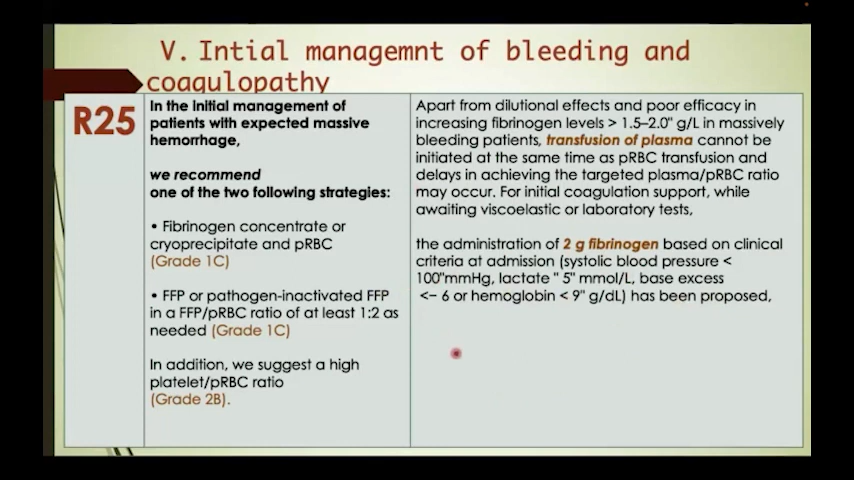 V. Intial managemnt of bleeding and
coagulopathy
R25
In the initial management of
patients with expected massive
hemorrhage,
we recommend
one of the two following strategies:
• Fibrinogen concentrate or
cryoprecipitate and pRBC
(Grade 1C)
• FFP or pathogen-inactivated FFP
in a FFP/pRBC ratio of at least 1:2 as
needed (Grade 1C)
In addition, we suggest a high
platelet/pRBC ratio
(Grade 2B).
Apart from dilutional effects and poor efficacy in
increasing fibrinogen levels > 1.5–2.0" g/L in massively
bleeding patients, transfusion of plasma cannot be
initiated at the same time as pRBC transfusion and
delays in achieving the targeted plasma/pRBC ratio
may occur. For initial coagulation support, while
awaiting viscoelastic or laboratory tests,
the administration of 2 g fibrinogen based on clinical
criteria at admission (systolic blood pressure <
100"mmHg, lactate " 5" mmol/L, base excess
<− 6 or hemoglobin < 9" g/dL) has been proposed,